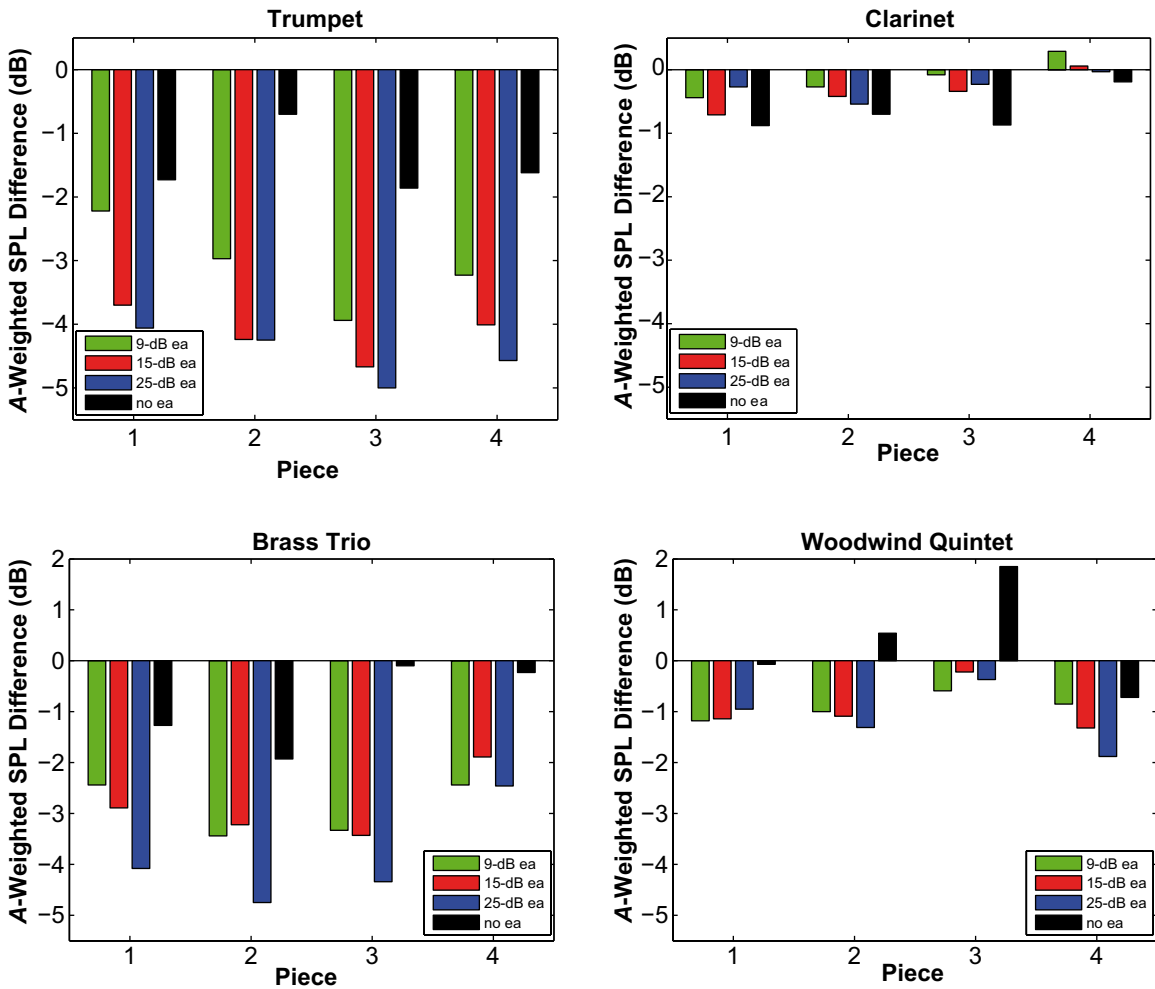 Trumpet
A-Weighted SPL Difference (dB)
0
−1
−2
−3
−4
−5
9-dB ea
15-dB ea
25-dB ea
no ea
1 2 3 4
Piece
Clarinet
A-Weighted SPL Difference (dB)
0
−1
−2
−3
−4
−5
9-dB ea
15-dB ea
25-dB ea
no ea
1 2 3 4
Piece
Brass Trio
A-Weighted SPL Difference (dB)
2
1
0
−1
−2
−3
−4
−5
9-dB ea
15-dB ea
25-dB ea
no ea
1 2 3 4
Piece
Woodwind Quintet
A-Weighted SPL Difference (dB)
2
1
0
−1
−2
−3
−4
−5
9-dB ea
15-dB ea
25-dB ea
no ea
1 2 3 4
Piece